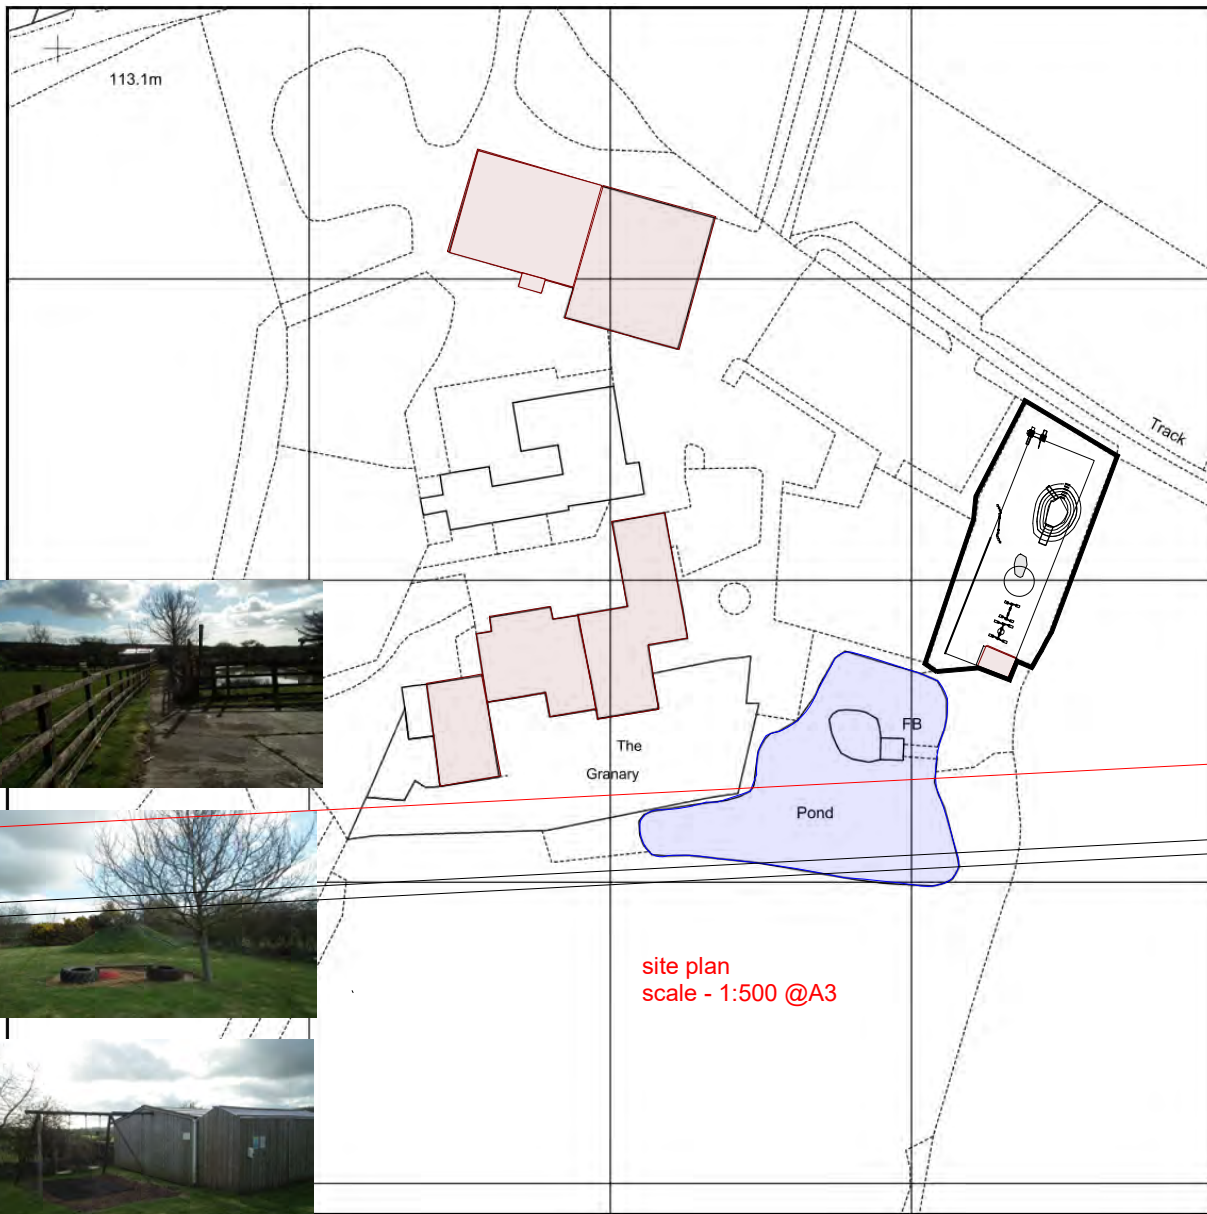 113.1m
Track
FB
The
Granary
Pond
site plan
scale - 1:500 @A3